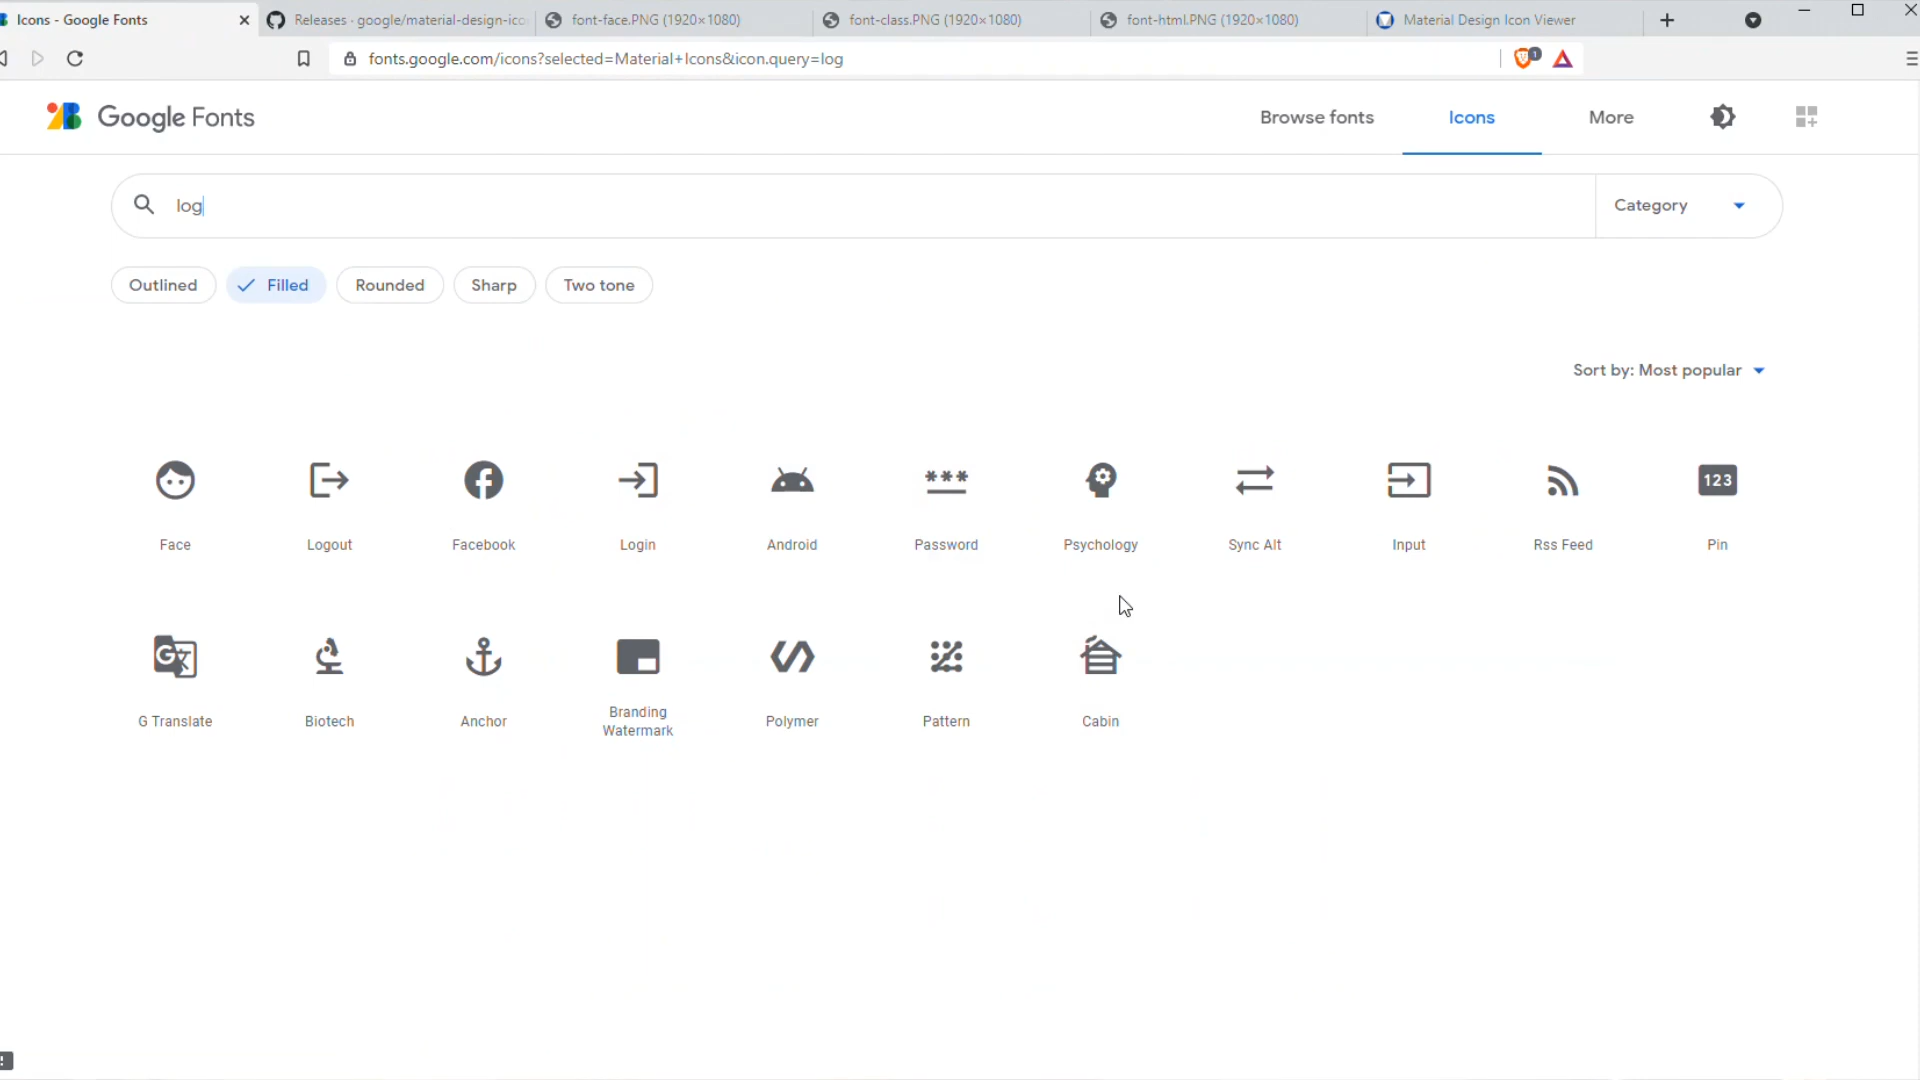 Icons - Google Fonts
Releases · google/material-design-ico
font-face.PNG (1920×1080)
font-class.PNG (1920×1080)
font-html.PNG (1920×1080)
Material Design Icon Viewer
fonts.google.com/icons?selected=Material+Icons&icon.query=log
1
Google Fonts
Browse fonts
Icons
More
log
Category
Outlined
Filled
Rounded
Sharp
Two tone
Sort by: Most popular
***
123
Face
Logout
Facebook
Login
Android
Password
Psychology
Sync Alt
Input
Rss Feed
Pin
G
G Translate
Biotech
Anchor
Branding
Watermark
Polymer
Pattern
Cabin